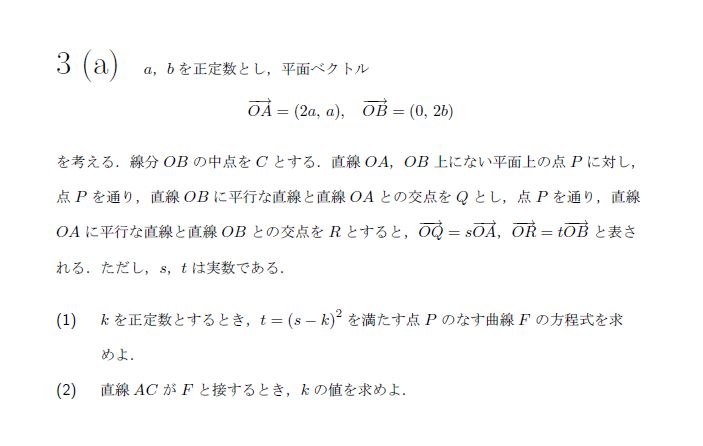 3 (a) a，b を正定数とし，平面ベクトル
$\overrightarrow{OA} = (2a, a), \quad \overrightarrow{OB} = (0, 2b)$
を考える．線分 OB の中点を C とする．直線 OA，OB 上にない平面上の点 P に対し，
点 P を通り，直線 OB に平行な直線と直線 OA との交点を Q とし，点 P を通り，直線
OA に平行な直線と直線 OB との交点を R とすると，$\overrightarrow{OQ} = s\overrightarrow{OA}$，$\overrightarrow{OR} = t\overrightarrow{OB}$ と表さ
れる．ただし，s，t は実数である．
(1) k を正定数とするとき，$t = (s - k)^2$ を満たす点 P のなす曲線 F の方程式を求
めよ．
(2) 直線 AC が F と接するとき，k の値を求めよ．